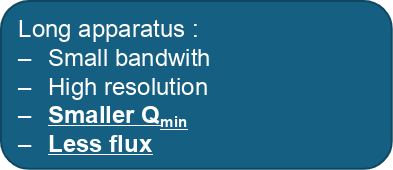 Long apparatus :
– Small bandwith
– High resolution
– Smaller Qmin
– Less flux